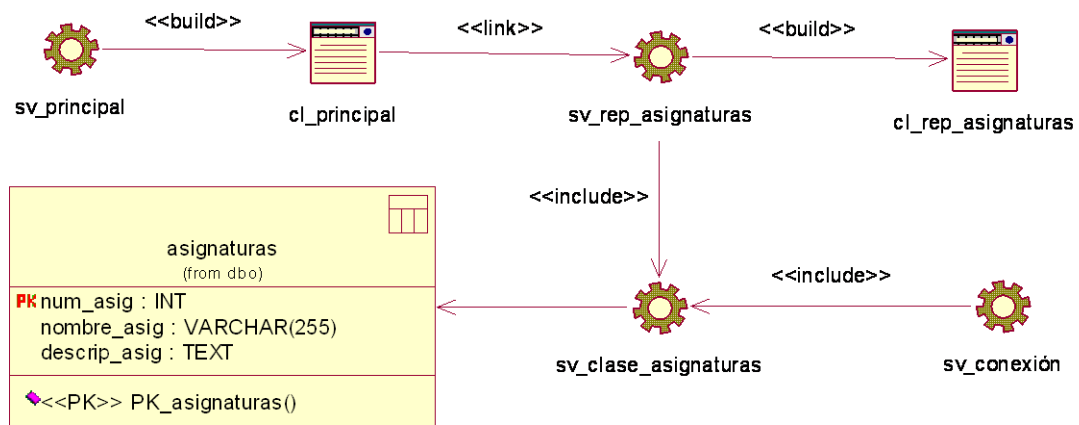 <<build>>
<<link>>
<<build>>
sv_principal
cl_principal
sv_rep_asignaturas
cl_rep_asignaturas
<<include>>
asignaturas
(from dbo)
<<include>>
PK num_asig : INT
nombre_asig : VARCHAR(255)
descrip_asig : TEXT
sv_clase_asignaturas
sv_conexión
<<PK>> PK_asignaturas()